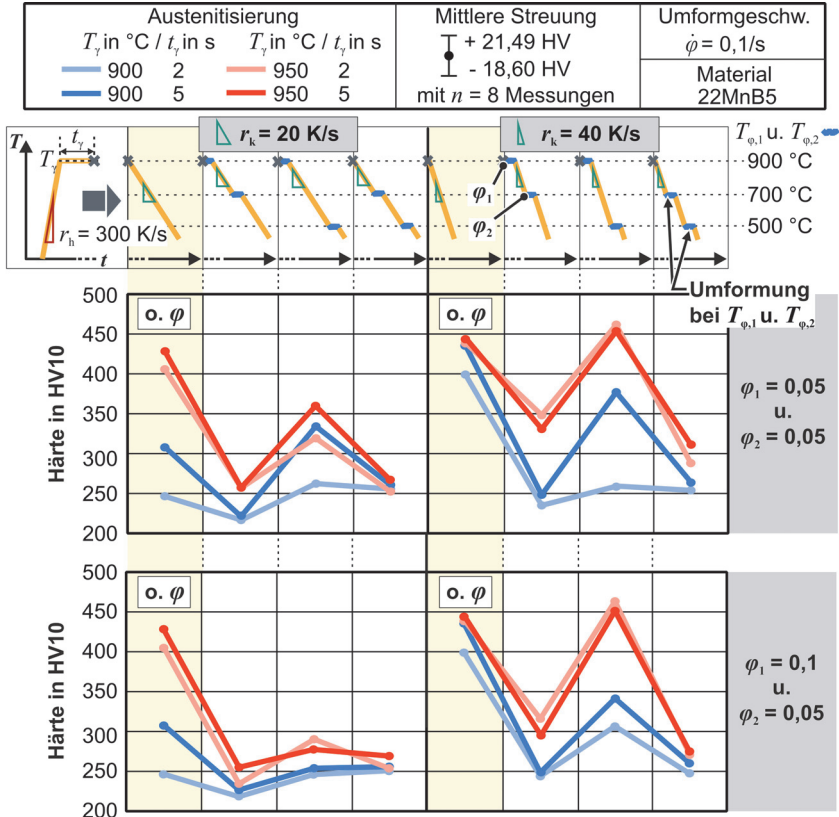 Austenitisierung
Tγ in °C / tγ in s Tγ in °C / tγ in s
900 2 950 2
900 5 950 5
Mittlere Streuung
+ 21,49 HV
- 18,60 HV
mit n = 8 Messungen
Umformgeschw.
φ̇ = 0,1/s
Material
22MnB5
T
tγ
Tγ
rh = 300 K/s
t
rk = 20 K/s
rk = 40 K/s
Tφ,1 u. Tφ,2
900 °C
700 °C
500 °C
φ1
φ2
Umformung
bei Tφ,1 u. Tφ,2
Härte in HV10
500
450
400
350
300
250
200
o. φ
o. φ
φ1 = 0,05
u.
φ2 = 0,05
Härte in HV10
500
450
400
350
300
250
200
o. φ
o. φ
φ1 = 0,1
u.
φ2 = 0,05